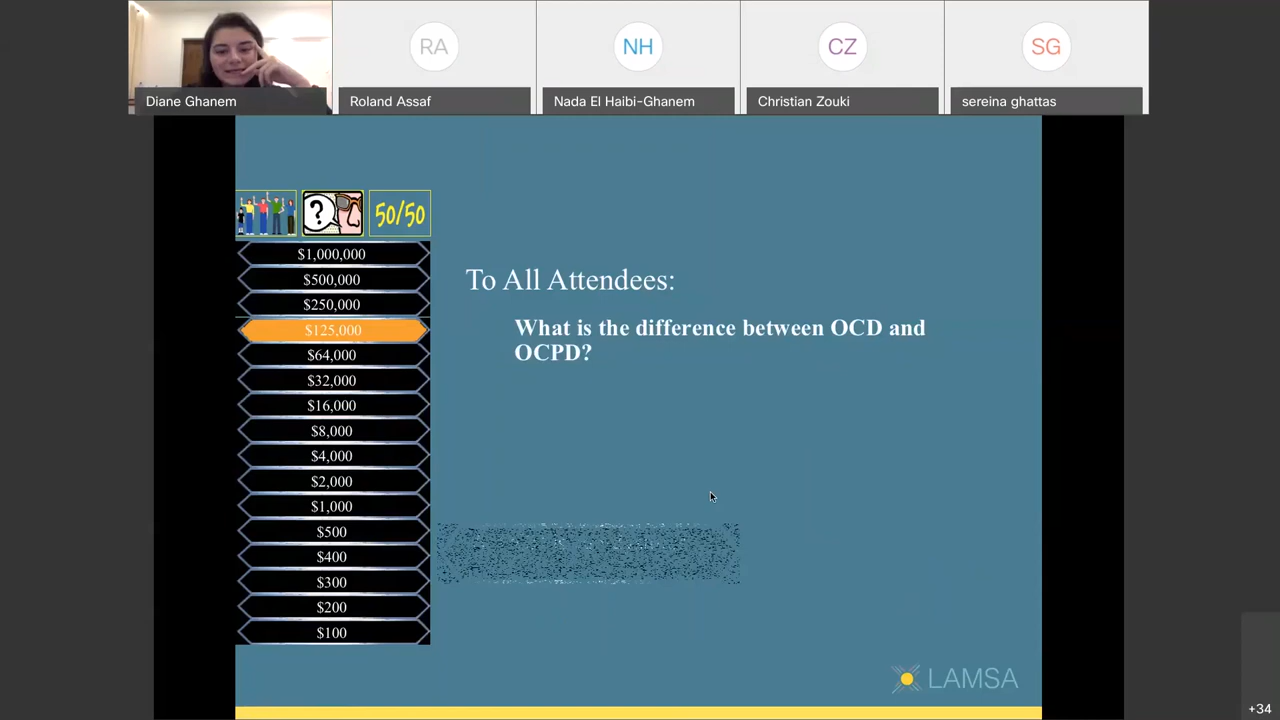 RA
NH
CZ
SG
Diane Ghanem
Roland Assaf
Nada El Haibi-Ghanem
Christian Zouki
sereina ghattas
?
50/50
$1,000,000
$500,000
$250,000
$125,000
$64,000
$32,000
$16,000
$8,000
$4,000
$2,000
$1,000
$500
$400
$300
$200
$100
To All Attendees:
What is the difference between OCD and
OCPD?
LAMSA
+34